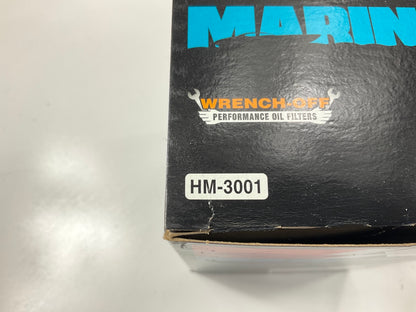 MARIN
WRENCH-OFF
PERFORMANCE OIL FILTERS
HM-3001